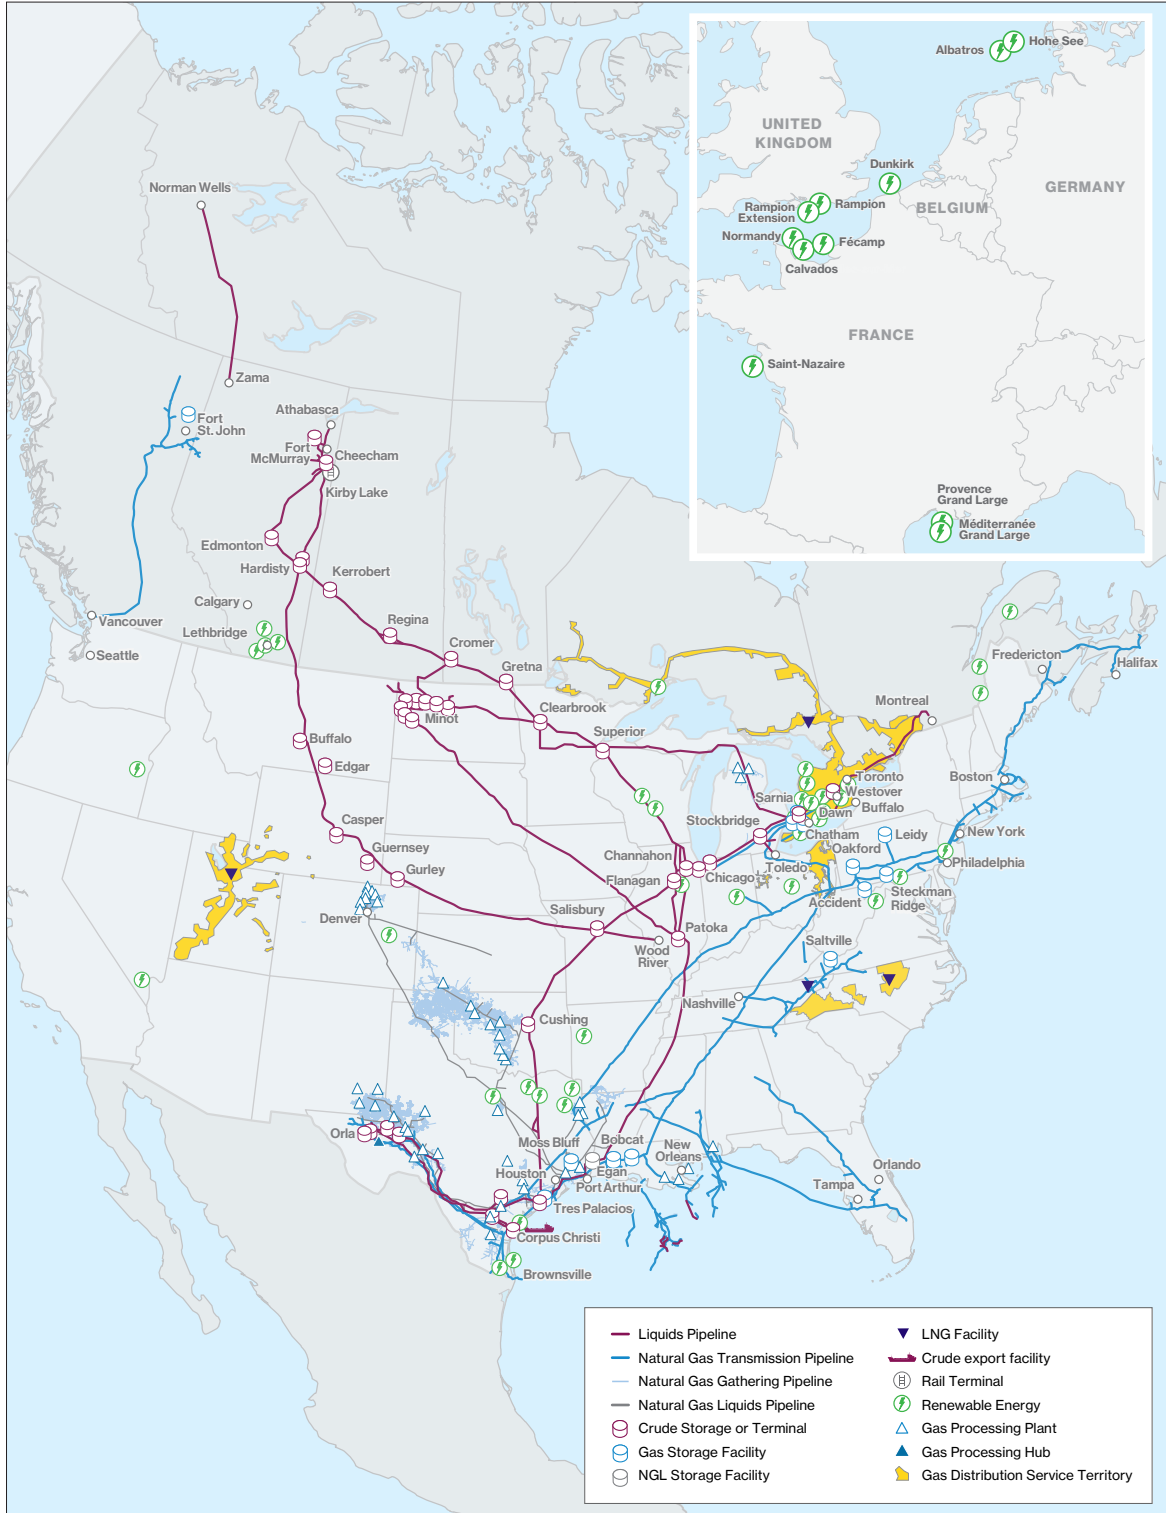 Albatros
Hohe See
UNITED
KINGDOM
Dunkirk
GERMANY
BELGIUM
Rampion
Rampion
Extension
Normandy
Fécamp
Calvados
FRANCE
Saint-Nazaire
Provence
Grand Large
Méditerranée
Grand Large
Norman Wells
Zama
Fort
St. John
Athabasca
Fort
McMurray
Cheecham
Kirby Lake
Edmonton
Hardisty
Kerrobert
Calgary
Lethbridge
Vancouver
Seattle
Regina
Cromer
Gretna
Minot
Clearbrook
Superior
Fredericton
Halifax
Montreal
Buffalo
Edgar
Casper
Guernsey
Gurley
Denver
Toronto
Westover
Buffalo
Sarnia
Dawn
Chatham
Stockbridge
Boston
New York
Leidy
Oakford
Philadelphia
Toledo
Channahon
Chicago
Flanagan
Accident
Steckman
Ridge
Salisbury
Patoka
Wood
River
Saltville
Nashville
Cushing
Orla
Moss Bluff
Bobcat
New
Orleans
Houston
Egan
Port Arthur
Tres Palacios
Orlando
Tampa
Corpus Christi
Brownsville
Liquids Pipeline
Natural Gas Transmission Pipeline
Natural Gas Gathering Pipeline
Natural Gas Liquids Pipeline
Crude Storage or Terminal
Gas Storage Facility
NGL Storage Facility
LNG Facility
Crude export facility
Rail Terminal
Renewable Energy
Gas Processing Plant
Gas Processing Hub
Gas Distribution Service Territory